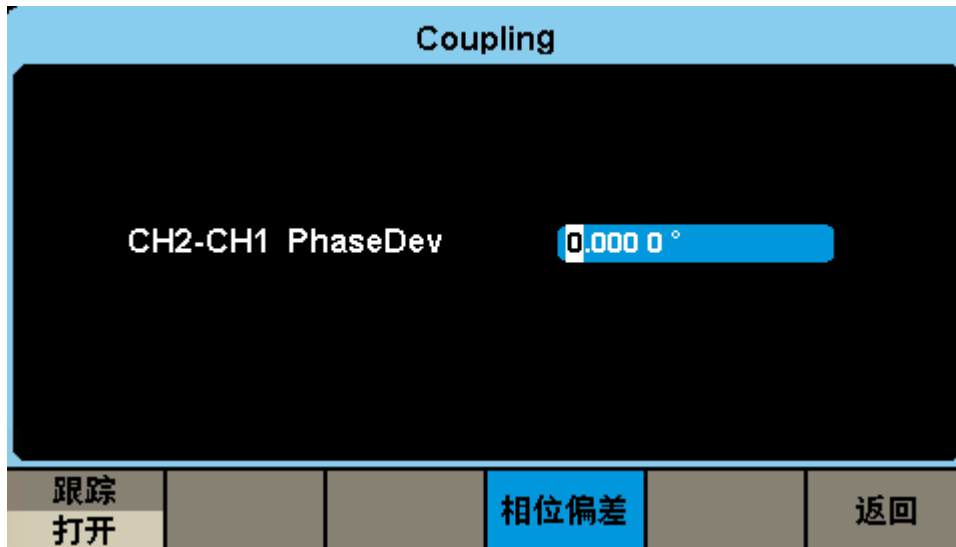 Coupling
CH2-CH1 PhaseDev 0.000 0 °
跟踪
打开
相位偏差
返回